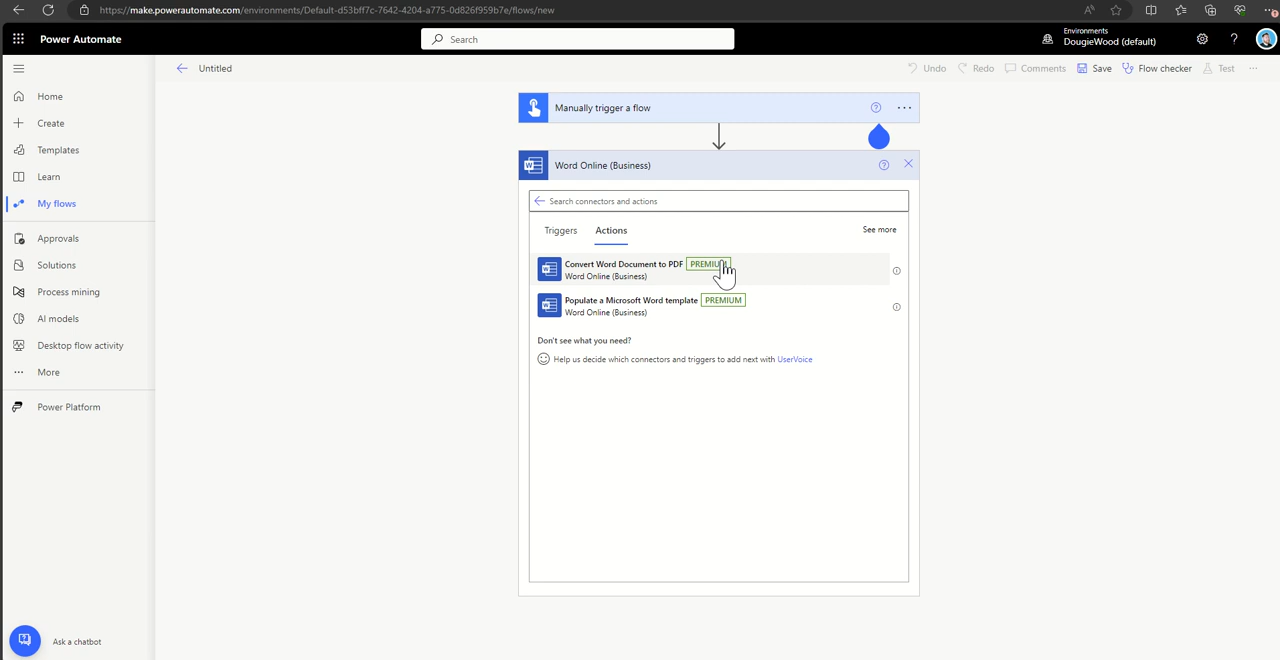 https://make.powerautomate.com/environments/Default-d53bff7c-7642-4204-a775-0d826f959b7e/flows/new
Power Automate
Search
Environments
DougieWood (default)
Untitled
Undo
Redo
Comments
Save
Flow checker
Test
Home
Create
Templates
Learn
My flows
Approvals
Solutions
Process mining
AI models
Desktop flow activity
More
Power Platform
Ask a chatbot
Manually trigger a flow
Word Online (Business)
Search connectors and actions
Triggers
Actions
See more
Convert Word Document to PDF
Word Online (Business)
Populate a Microsoft Word template PREMIUM
Word Online (Business)
Don't see what you need?
Help us decide which connectors and triggers to add next with UserVoice